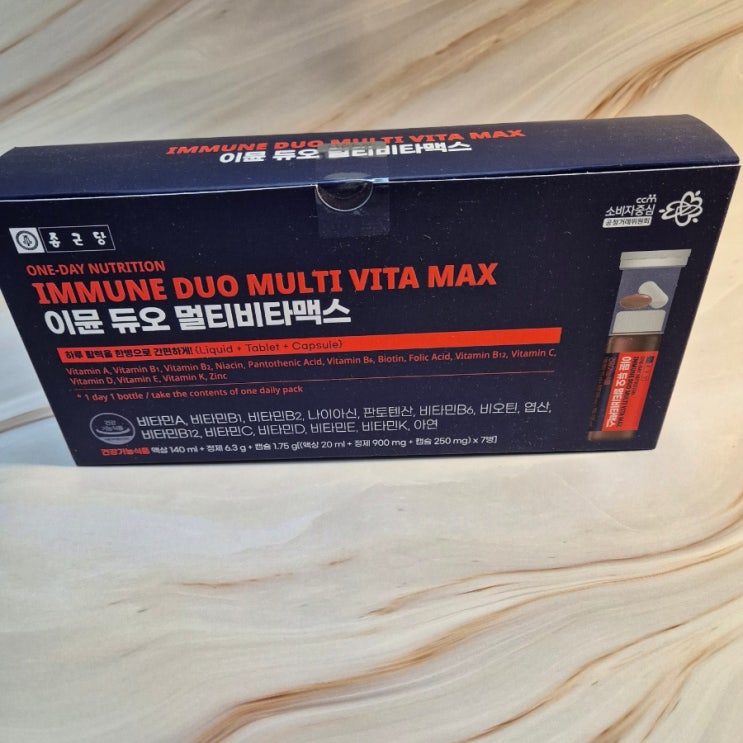 IMMUNE DUO MULTI VITA MAX
이뮨 듀오 멀티비타맥스
ccm
소비자중심
공정거래위원회
종근당
ONE-DAY NUTRITION
IMMUNE DUO MULTI VITA MAX
이뮨 듀오 멀티비타맥스
하루 활력을 한병으로 간편하게! (Liquid + Tablet + Capsule)
Vitamin A, Vitamin B1, Vitamin B2, Niacin, Pantothenic Acid, Vitamin B6, Biotin, Folic Acid, Vitamin B12, Vitamin C,
Vitamin D, Vitamin E, Vitamin K, Zinc
* 1 day 1 bottle / take the contents of one daily pack
건강
기능식품
비타민A, 비타민B1, 비타민B2, 나이아신, 판토텐산, 비타민B6, 비오틴, 엽산,
비타민B12, 비타민C, 비타민D, 비타민E, 비타민K, 아연
건강기능식품 액상 140 ml + 정제 6.3 g + 캡슐 1.75 g{(액상 20 ml + 정제 900 mg + 캡슐 250 mg) x 7병}
이뮨 듀오 멀티비타맥스